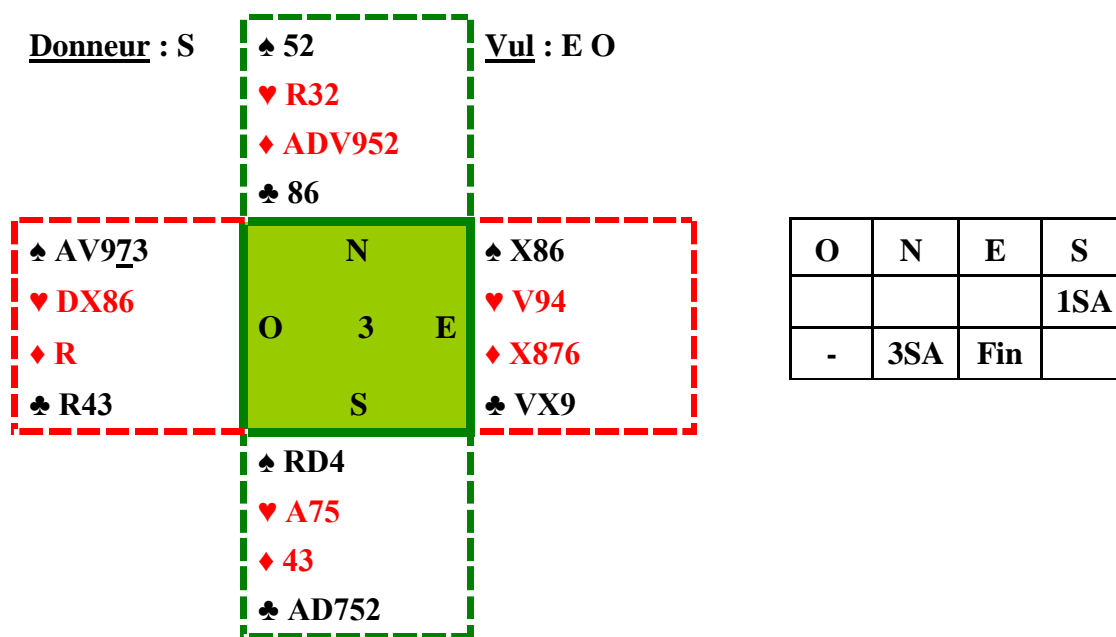 Donneur : S
♠ 52
Vul : E O
♥ R32
♦ ADV952
♣ 86
♠ AV973
♥ DX86
♦ R
♣ R43
N
O 3 E
S
♠ X86
♥ V94
♦ X876
♣ VX9
O N E S
1SA
- 3SA Fin
♠ RD4
♥ A75
♦ 43
♣ AD752